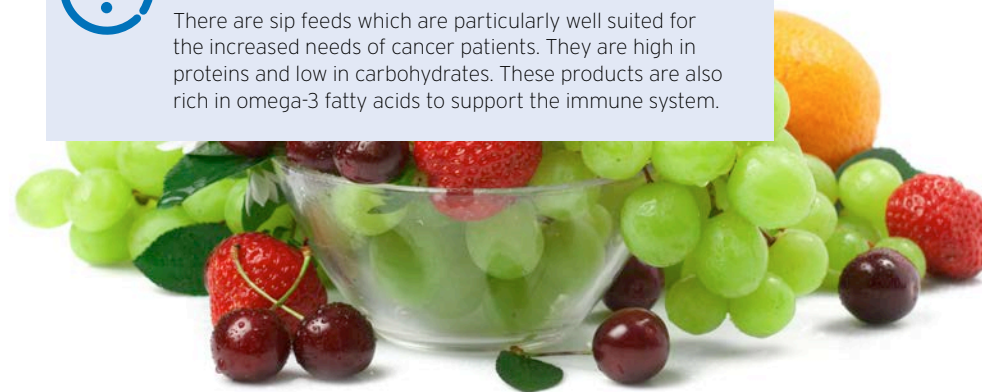 There are sip feeds which are particularly well suited for
the increased needs of cancer patients. They are high in
proteins and low in carbohydrates. These products are also
rich in omega-3 fatty acids to support the immune system.